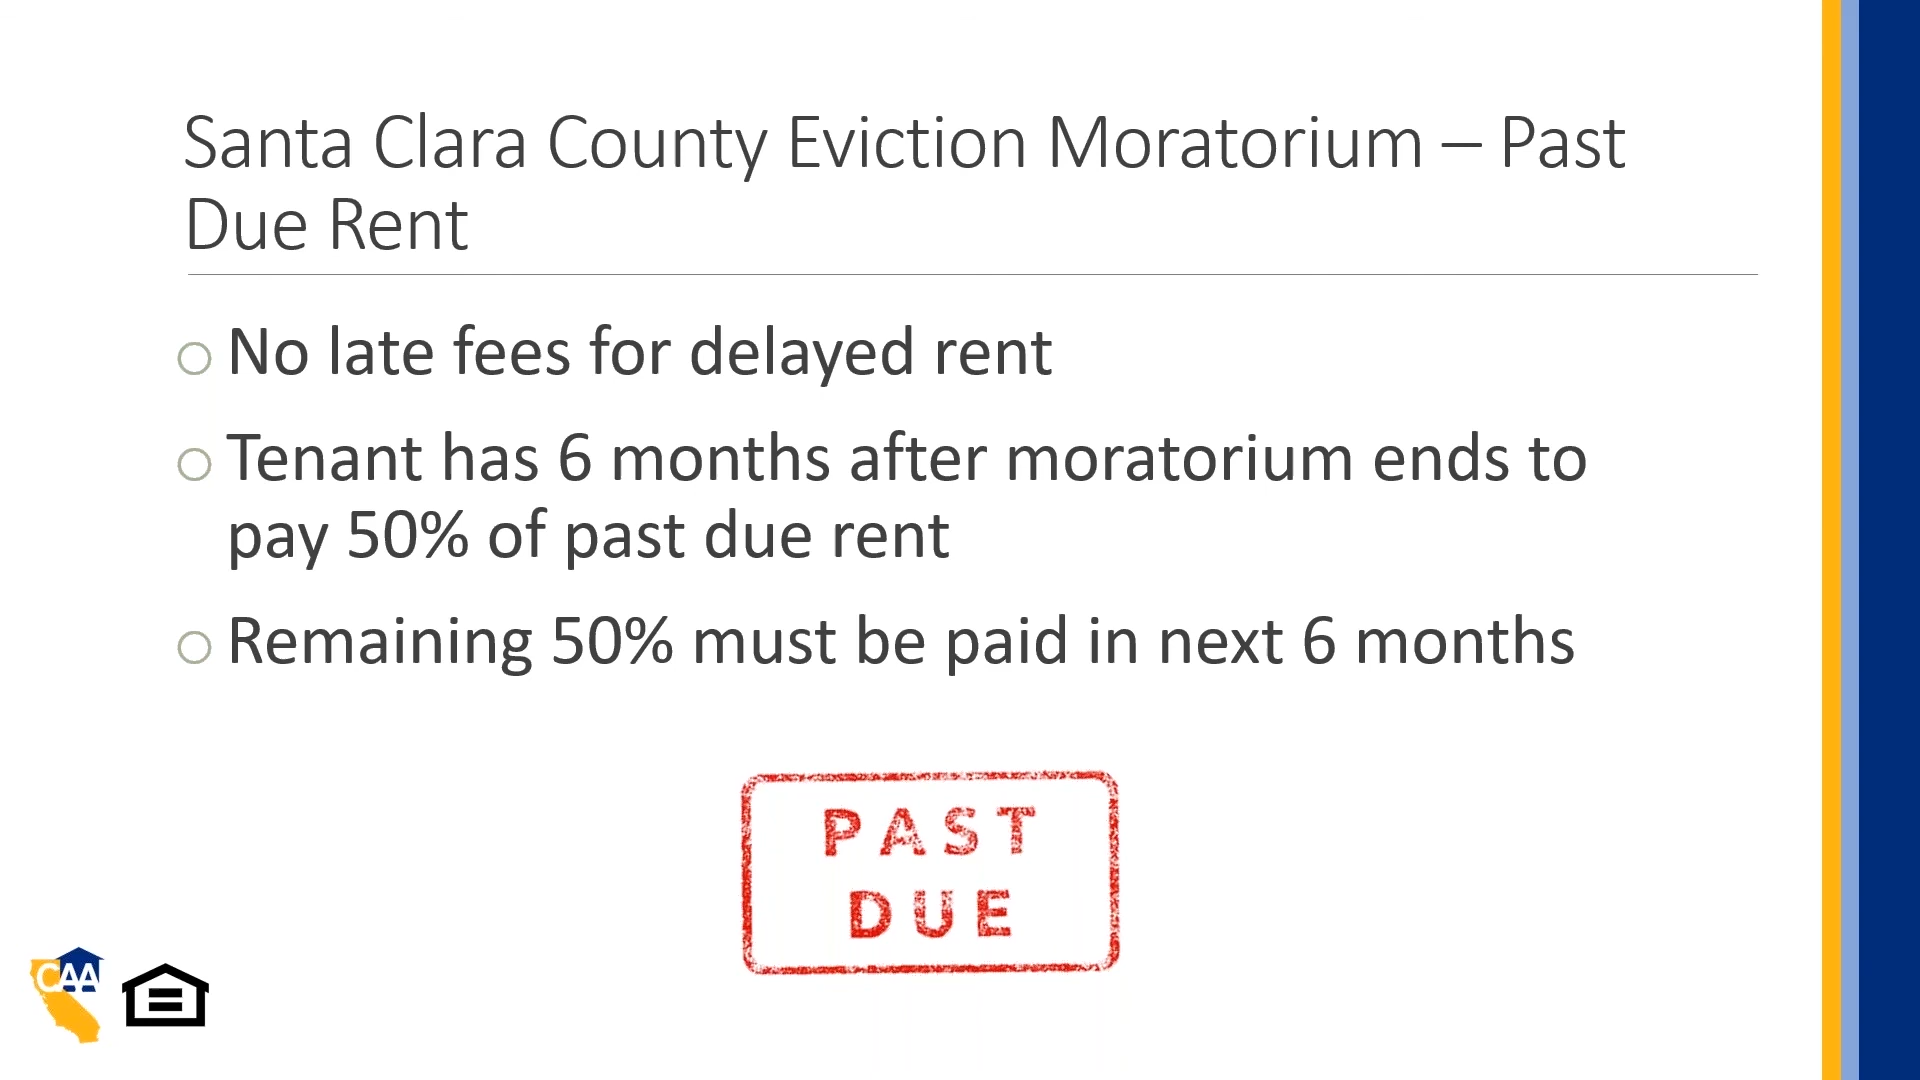 Santa Clara County Eviction Moratorium – Past
Due Rent
No late fees for delayed rent
Tenant has 6 months after moratorium ends to
pay 50% of past due rent
Remaining 50% must be paid in next 6 months
PAST
DUE
CAA